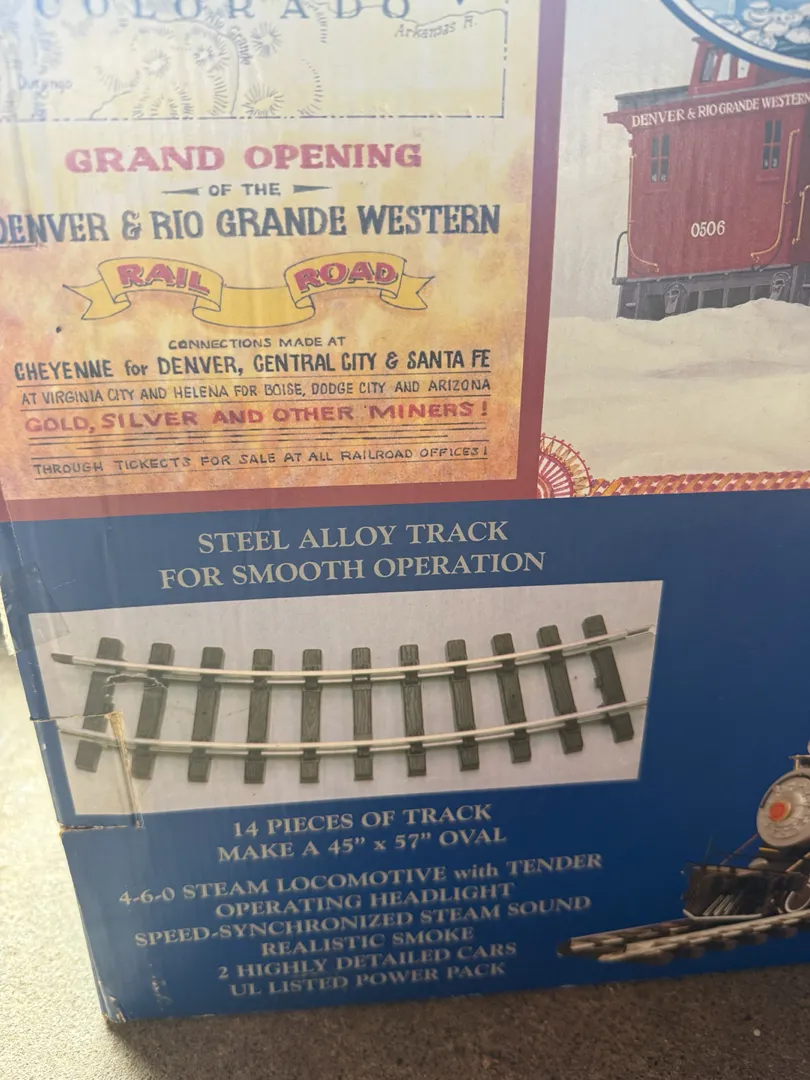 COLORADO
Arkansas R.
Durango
GRAND OPENING
OF THE
DENVER & RIO GRANDE WESTERN
RAIL ROAD
CONNECTIONS MADE AT
CHEYENNE for DENVER, CENTRAL CITY & SANTA FE
AT VIRGINIA CITY AND HELENA FOR BOISE, DODGE CITY AND ARIZONA
GOLD, SILVER AND OTHER MINERS!
THROUGH TICKECTS FOR SALE AT ALL RAILROAD OFFICES!
DENVER & RIO GRANDE WESTERN
0506
STEEL ALLOY TRACK
FOR SMOOTH OPERATION
14 PIECES OF TRACK
MAKE A 45" x 57" OVAL
4-6-0 STEAM LOCOMOTIVE with TENDER
OPERATING HEADLIGHT
SPEED-SYNCHRONIZED STEAM SOUND
REALISTIC SMOKE
2 HIGHLY DETAILED CARS
UL LISTED POWER PACK